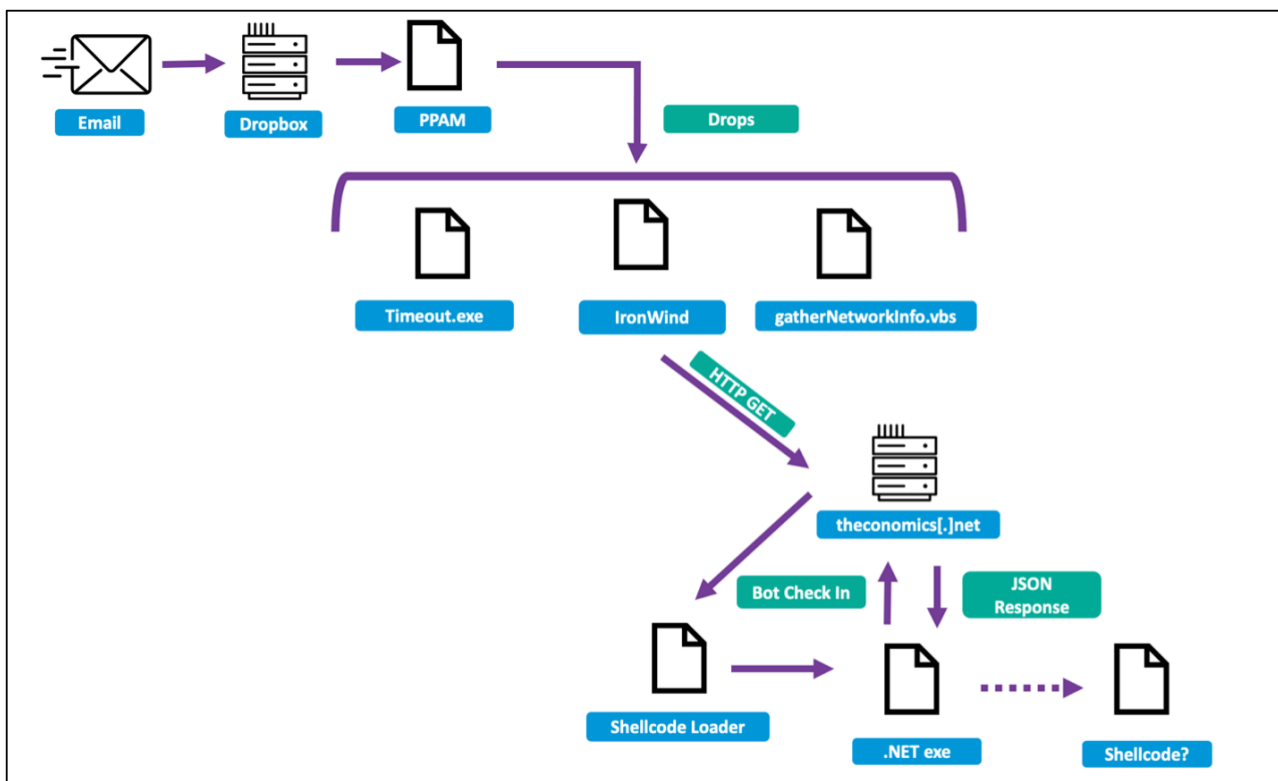 Email
Dropbox
PPAM
Drops
Timeout.exe
IronWind
gatherNetworkInfo.vbs
HTTP GET
theconomics[.]net
Bot Check In
JSON
Response
Shellcode Loader
.NET exe
Shellcode?